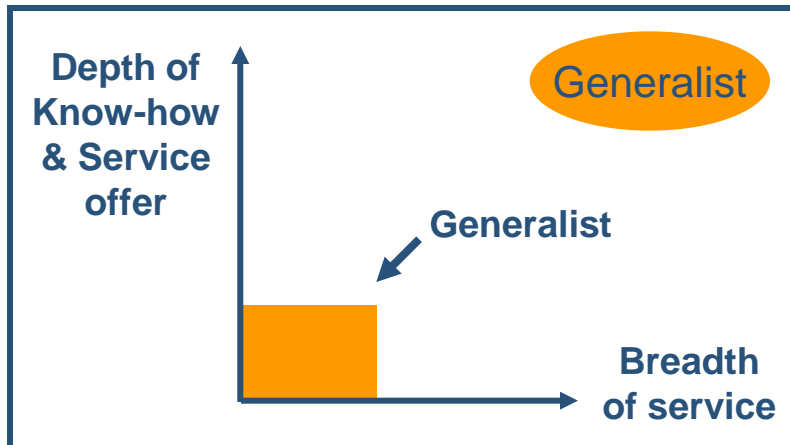 Depth of
Know-how
& Service
offer
Generalist
Generalist
Breadth
of service